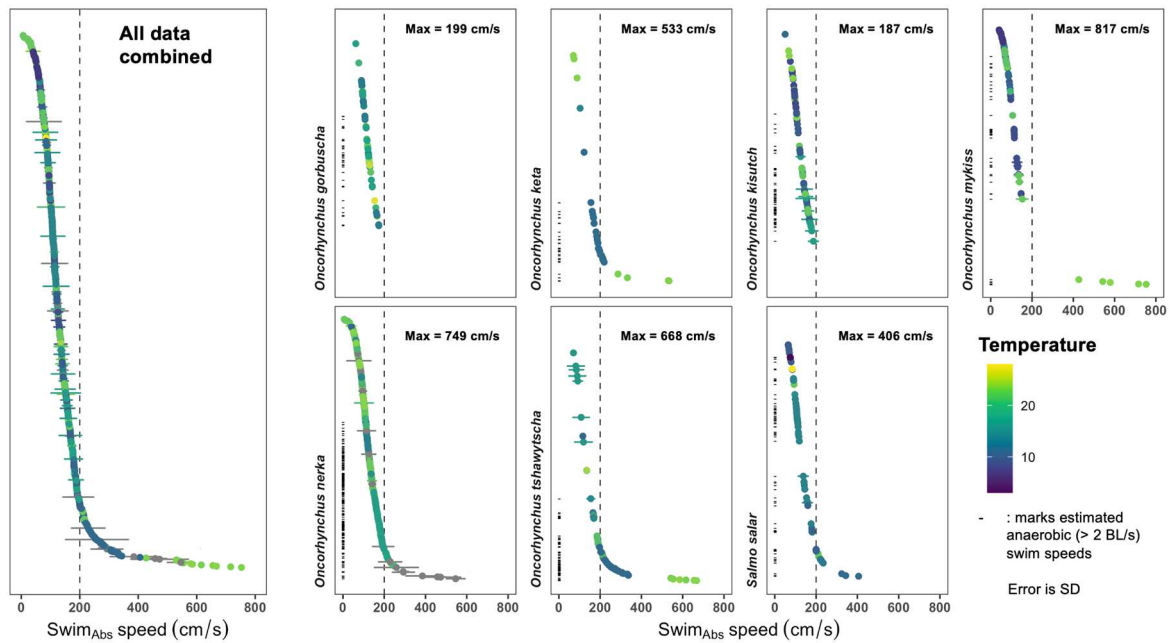 All data
combined
Max = 199 cm/s
Max = 533 cm/s
Max = 187 cm/s
Max = 817 cm/s
Oncorhynchus gorbuscha
Oncorhynchus keta
Oncorhynchus kisutch
Oncorhynchus mykiss
0 200 400 600 800
Max = 749 cm/s
Max = 668 cm/s
Max = 406 cm/s
Oncorhynchus nerka
Oncorhynchus tshawytscha
Salmo salar
Temperature
20
10
- : marks estimated
anaerobic (> 2 BL/s)
swim speeds
Error is SD
0 200 400 600 800
0 200 400 600 800
0 200 400 600 800
0 200 400 600 800
SwimAbs speed (cm/s)
SwimAbs speed (cm/s)